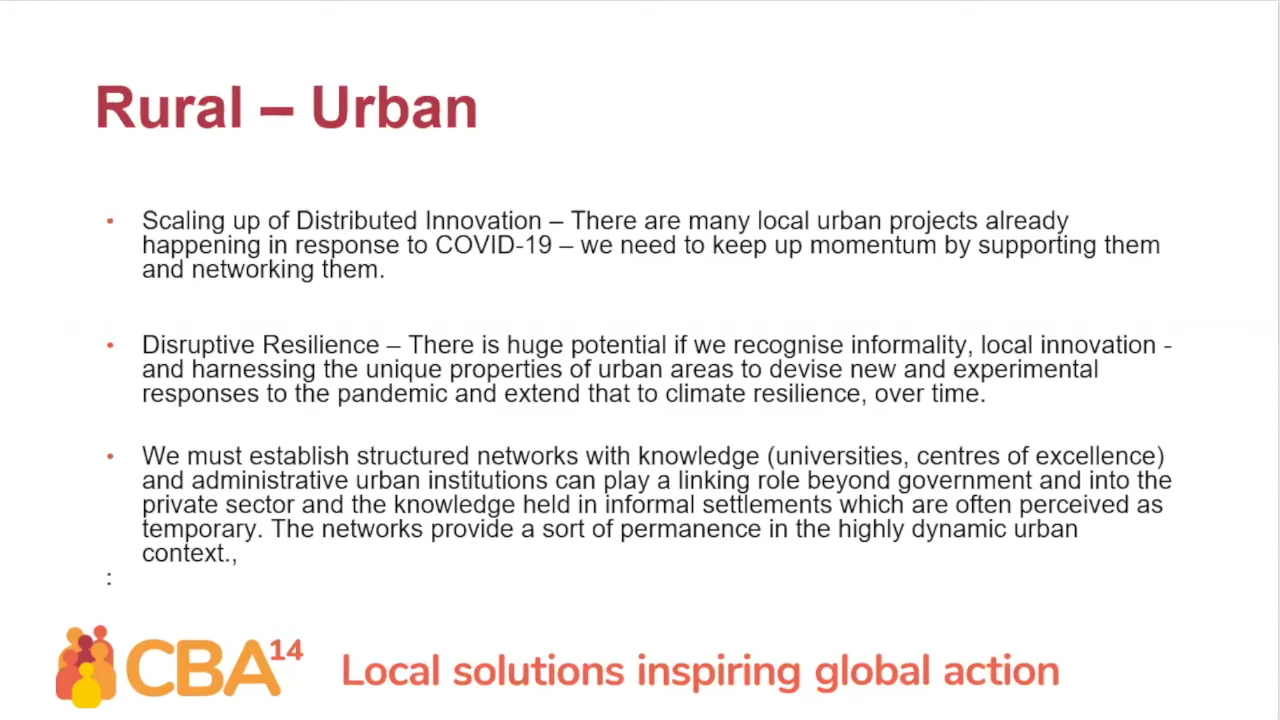 Rural – Urban
• Scaling up of Distributed Innovation – There are many local urban projects already
happening in response to COVID-19 – we need to keep up momentum by supporting them
and networking them.
• Disruptive Resilience – There is huge potential if we recognise informality, local innovation -
and harnessing the unique properties of urban areas to devise new and experimental
responses to the pandemic and extend that to climate resilience, over time.
• We must establish structured networks with knowledge (universities, centres of excellence)
and administrative urban institutions can play a linking role beyond government and into the
private sector and the knowledge held in informal settlements which are often perceived as
temporary. The networks provide a sort of permanence in the highly dynamic urban
context.,
:
CBA14
Local solutions inspiring global action